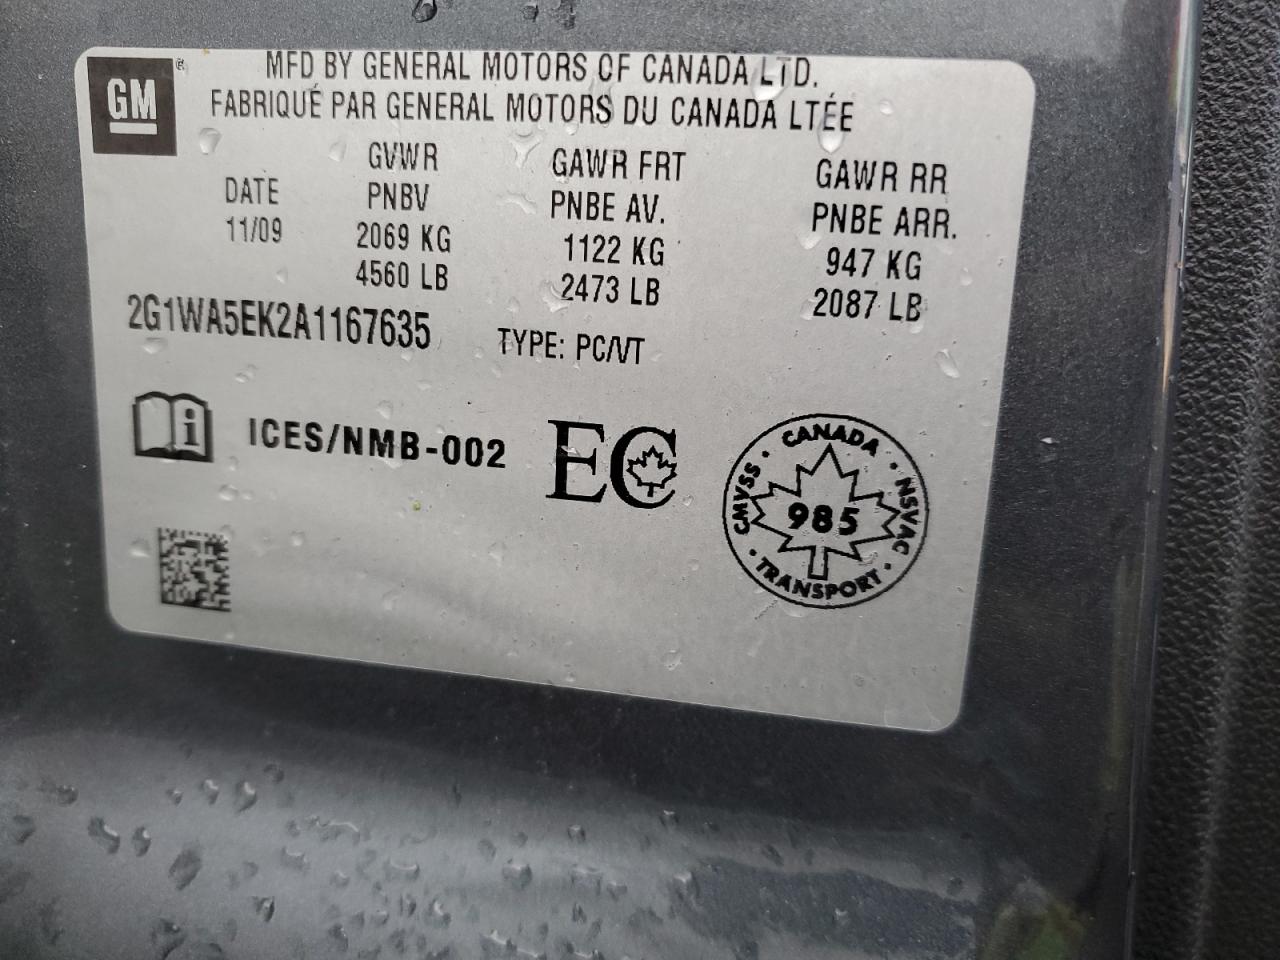 GM ®
MFD BY GENERAL MOTORS OF CANADA LTD.
FABRIQUÉ PAR GENERAL MOTORS DU CANADA LTÉE
DATE
11/09
GVWR
PNBV
2069 KG
4560 LB
GAWR FRT
PNBE AV.
1122 KG
2473 LB
GAWR RR
PNBE ARR.
947 KG
2087 LB
2G1WA5EK2A1167635
TYPE: PC/VT
i
ICES/NMB-002
EC
CANADA · NSVAC · TRANSPORT · CMVSS ·
985